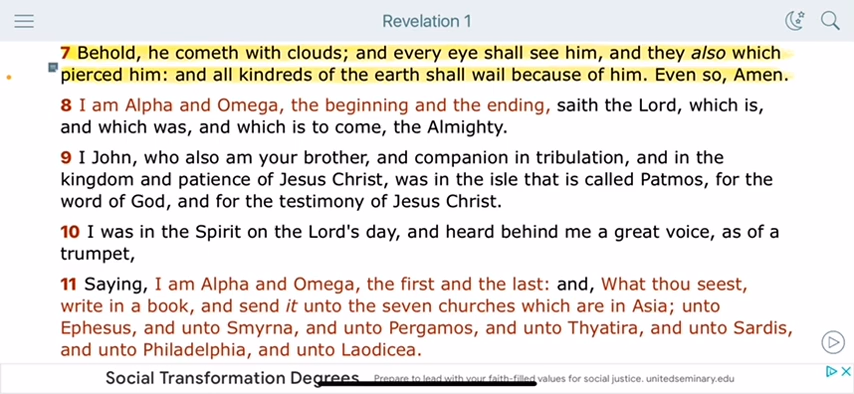 Revelation 1
7 Behold, he cometh with clouds; and every eye shall see him, and they also which
pierced him: and all kindreds of the earth shall wail because of him. Even so, Amen.
8 I am Alpha and Omega, the beginning and the ending, saith the Lord, which is,
and which was, and which is to come, the Almighty.
9 I John, who also am your brother, and companion in tribulation, and in the
kingdom and patience of Jesus Christ, was in the isle that is called Patmos, for the
word of God, and for the testimony of Jesus Christ.
10 I was in the Spirit on the Lord's day, and heard behind me a great voice, as of a
trumpet,
11 Saying, I am Alpha and Omega, the first and the last: and, What thou seest,
write in a book, and send it unto the seven churches which are in Asia; unto
Ephesus, and unto Smyrna, and unto Pergamos, and unto Thyatira, and unto Sardis,
and unto Philadelphia, and unto Laodicea.
Social Transformation Degrees Prepare to lead with your faith-filled values for social justice. unitedseminary.edu